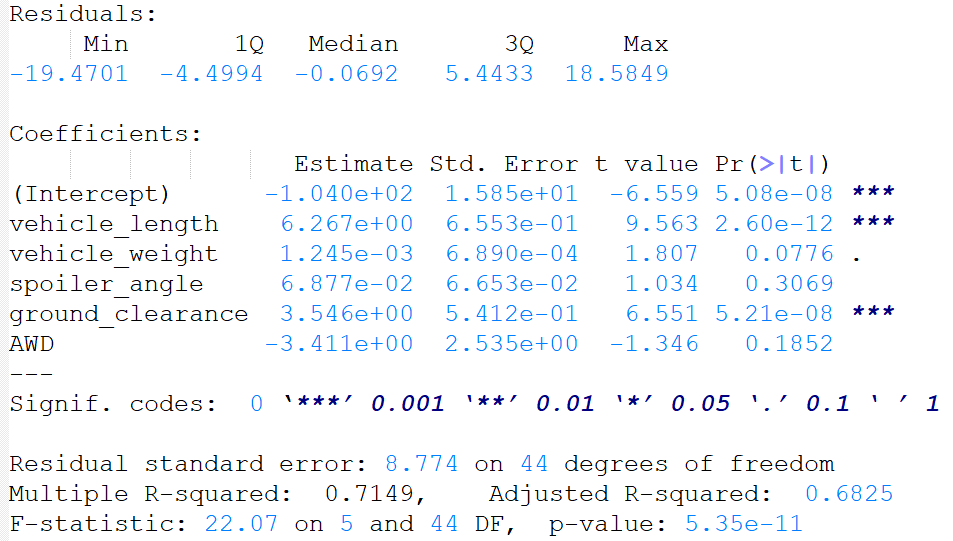 Residuals:
     Min       1Q   Median       3Q      Max
-19.4701  -4.4994  -0.0692   5.4433  18.5849

Coefficients:
                   Estimate Std. Error t value Pr(>|t|)
(Intercept)      -1.040e+02  1.585e+01  -6.559 5.08e-08 ***
vehicle_length    6.267e+00  6.553e-01   9.563 2.60e-12 ***
vehicle_weight    1.245e-03  6.890e-04   1.807   0.0776 .
spoiler_angle     6.877e-02  6.653e-02   1.034   0.3069
ground_clearance  3.546e+00  5.412e-01   6.551 5.21e-08 ***
AWD              -3.411e+00  2.535e+00  -1.346   0.1852
---
Signif. codes:  0 ‘***’ 0.001 ‘**’ 0.01 ‘*’ 0.05 ‘.’ 0.1 ‘ ’ 1

Residual standard error: 8.774 on 44 degrees of freedom
Multiple R-squared:  0.7149,    Adjusted R-squared:  0.6825
F-statistic: 22.07 on 5 and 44 DF,  p-value: 5.35e-11